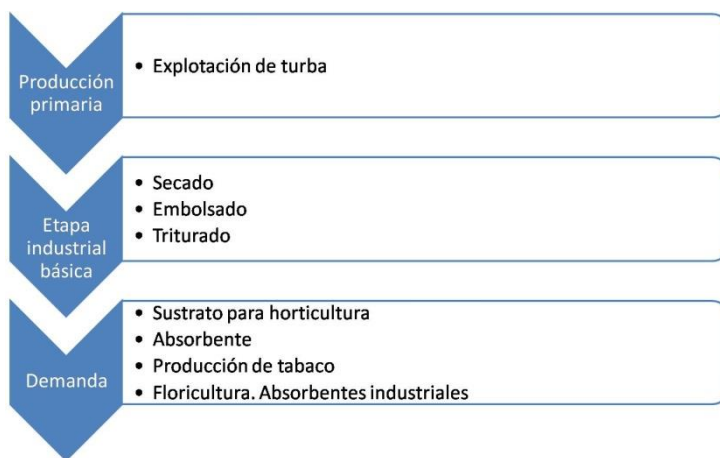 Producción
primaria
• Explotación de turba
Etapa
industrial
básica
• Secado
• Embolsado
• Triturado
Demanda
• Sustrato para horticultura
• Absorbente
• Producción de tabaco
• Floricultura. Absorbentes industriales